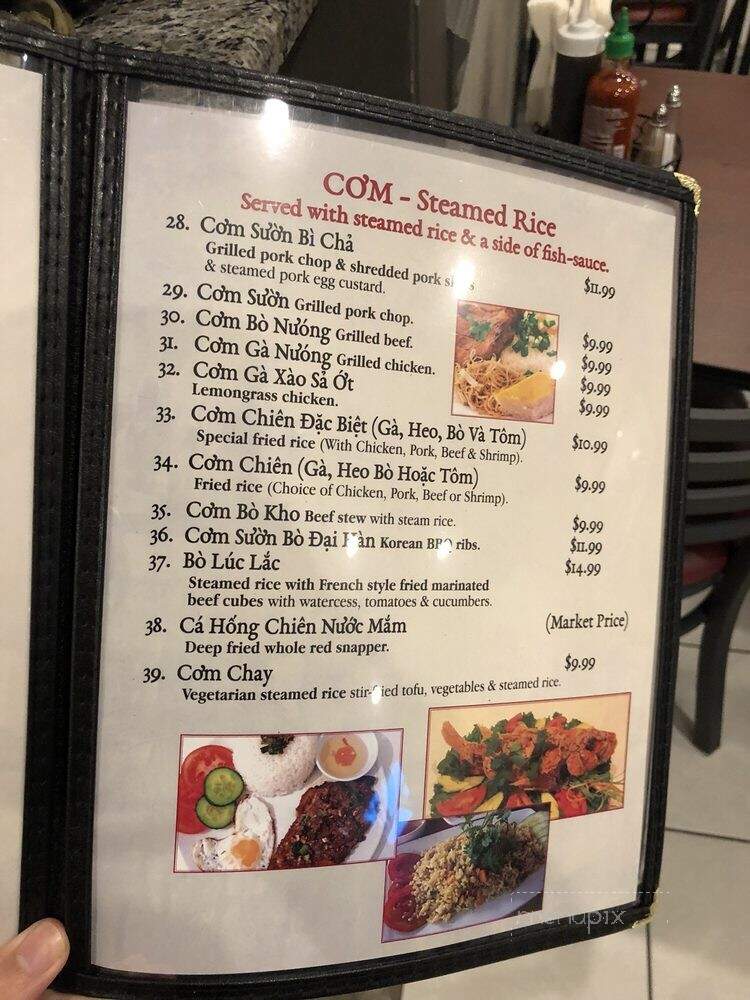 CƠM - Steamed Rice
Served with steamed rice & a side of fish-sauce.
28. Cơm Sườn Bì Chả
Grilled pork chop & shredded pork $11.99
& steamed pork egg custard.
29. Cơm Sườn Grilled pork chop. $9.99
30. Cơm Bò Nướng Grilled beef. $9.99
31. Cơm Gà Nướng Grilled chicken. $9.99
32. Cơm Gà Xào Sả Ớt $9.99
Lemongrass chicken.
33. Cơm Chiên Đặc Biệt (Gà, Heo, Bò Và Tôm) $10.99
Special fried rice (With Chicken, Pork, Beef & Shrimp).
34. Cơm Chiên (Gà, Heo Bò Hoặc Tôm) $9.99
Fried rice (Choice of Chicken, Pork, Beef or Shrimp).
35. Cơm Bò Kho Beef stew with steam rice. $9.99
36. Cơm Sườn Bò Đại Hàn Korean BBQ ribs. $11.99
37. Bò Lúc Lắc $14.99
Steamed rice with French style fried marinated
beef cubes with watercess, tomatoes & cucumbers.
38. Cá Hống Chiên Nước Mắm (Market Price)
Deep fried whole red snapper.
39. Cơm Chay $9.99
Vegetarian steamed rice stir-fried tofu, vegetables & steamed rice.
menupix